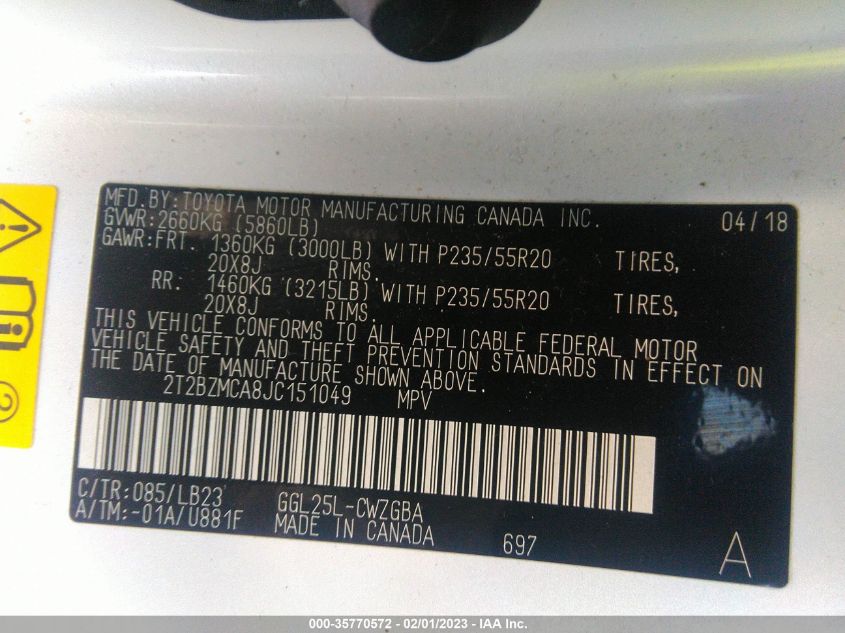 MFD.BY:TOYOTA MOTOR MANUFACTURING CANADA INC. 04/18
GVWR:2660KG (5860LB)
GAWR:FRT. 1360KG (3000LB) WITH P235/55R20 TIRES,
20X8J RIMS.
RR: 1460KG (3215LB) WITH P235/55R20 TIRES,
20X8J RIMS.
THIS VEHICLE CONFORMS TO ALL APPLICABLE FEDERAL MOTOR
VEHICLE SAFETY AND THEFT PREVENTION STANDARDS IN EFFECT ON
THE DATE OF MANUFACTURE SHOWN ABOVE.
2T2BZMCA8JC151049 MPV
C/TR:085/LB23 GGL25L-CWZGBA
A/TM:-01A/U881F MADE IN CANADA 697 A
2
000-35770572 - 02/01/2023 - IAA Inc.